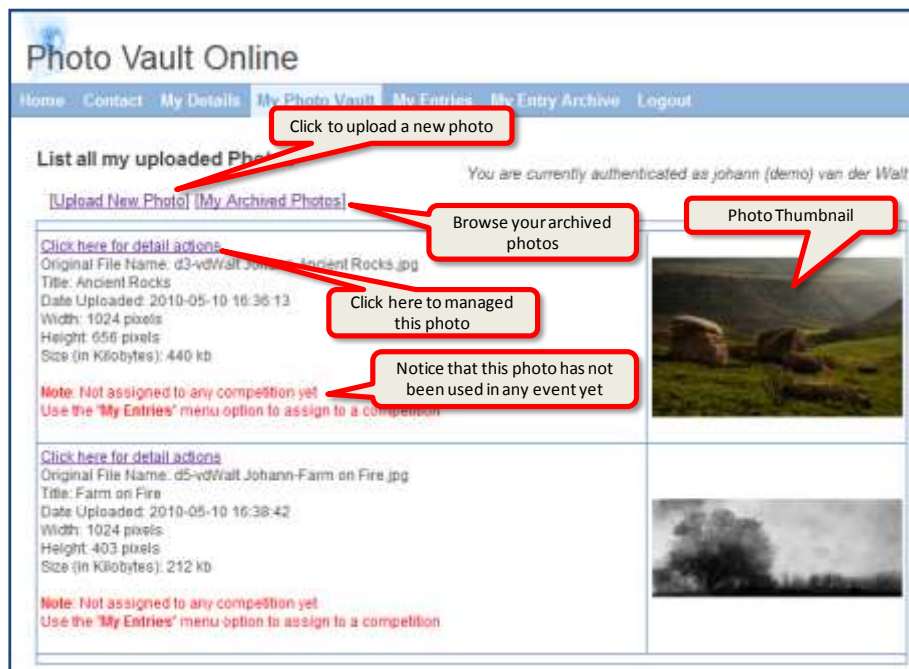 Photo Vault Online
Home Contact My Details My Photo Vault My Entries My Entry Archive Logout
Click to upload a new photo
List all my uploaded
You are currently authenticated as johann (demo) van der Walt
[Upload New Photo] [My Archived Photos]
Browse your archived
photos
Photo Thumbnail
Click here for detail actions
Original File Name: d3-vdWalt Johann-Ancient Rocks.jpg
Title: Ancient Rocks
Date Uploaded: 2010-05-10 16:36:13
Width: 1024 pixels
Height: 656 pixels
Size (in Kilobytes): 440 kb
Click here to managed
this photo
Notice that this photo has not
been used in any event yet
Note: Not assigned to any competition yet
Use the "My Entries" menu option to assign to a competition
Click here for detail actions
Original File Name: d5-vdWalt Johann-Farm on Fire.jpg
Title: Farm on Fire
Date Uploaded: 2010-05-10 16:38:42
Width: 1024 pixels
Height: 403 pixels
Size (in Kilobytes): 212 kb
Note: Not assigned to any competition yet
Use the "My Entries" menu option to assign to a competition